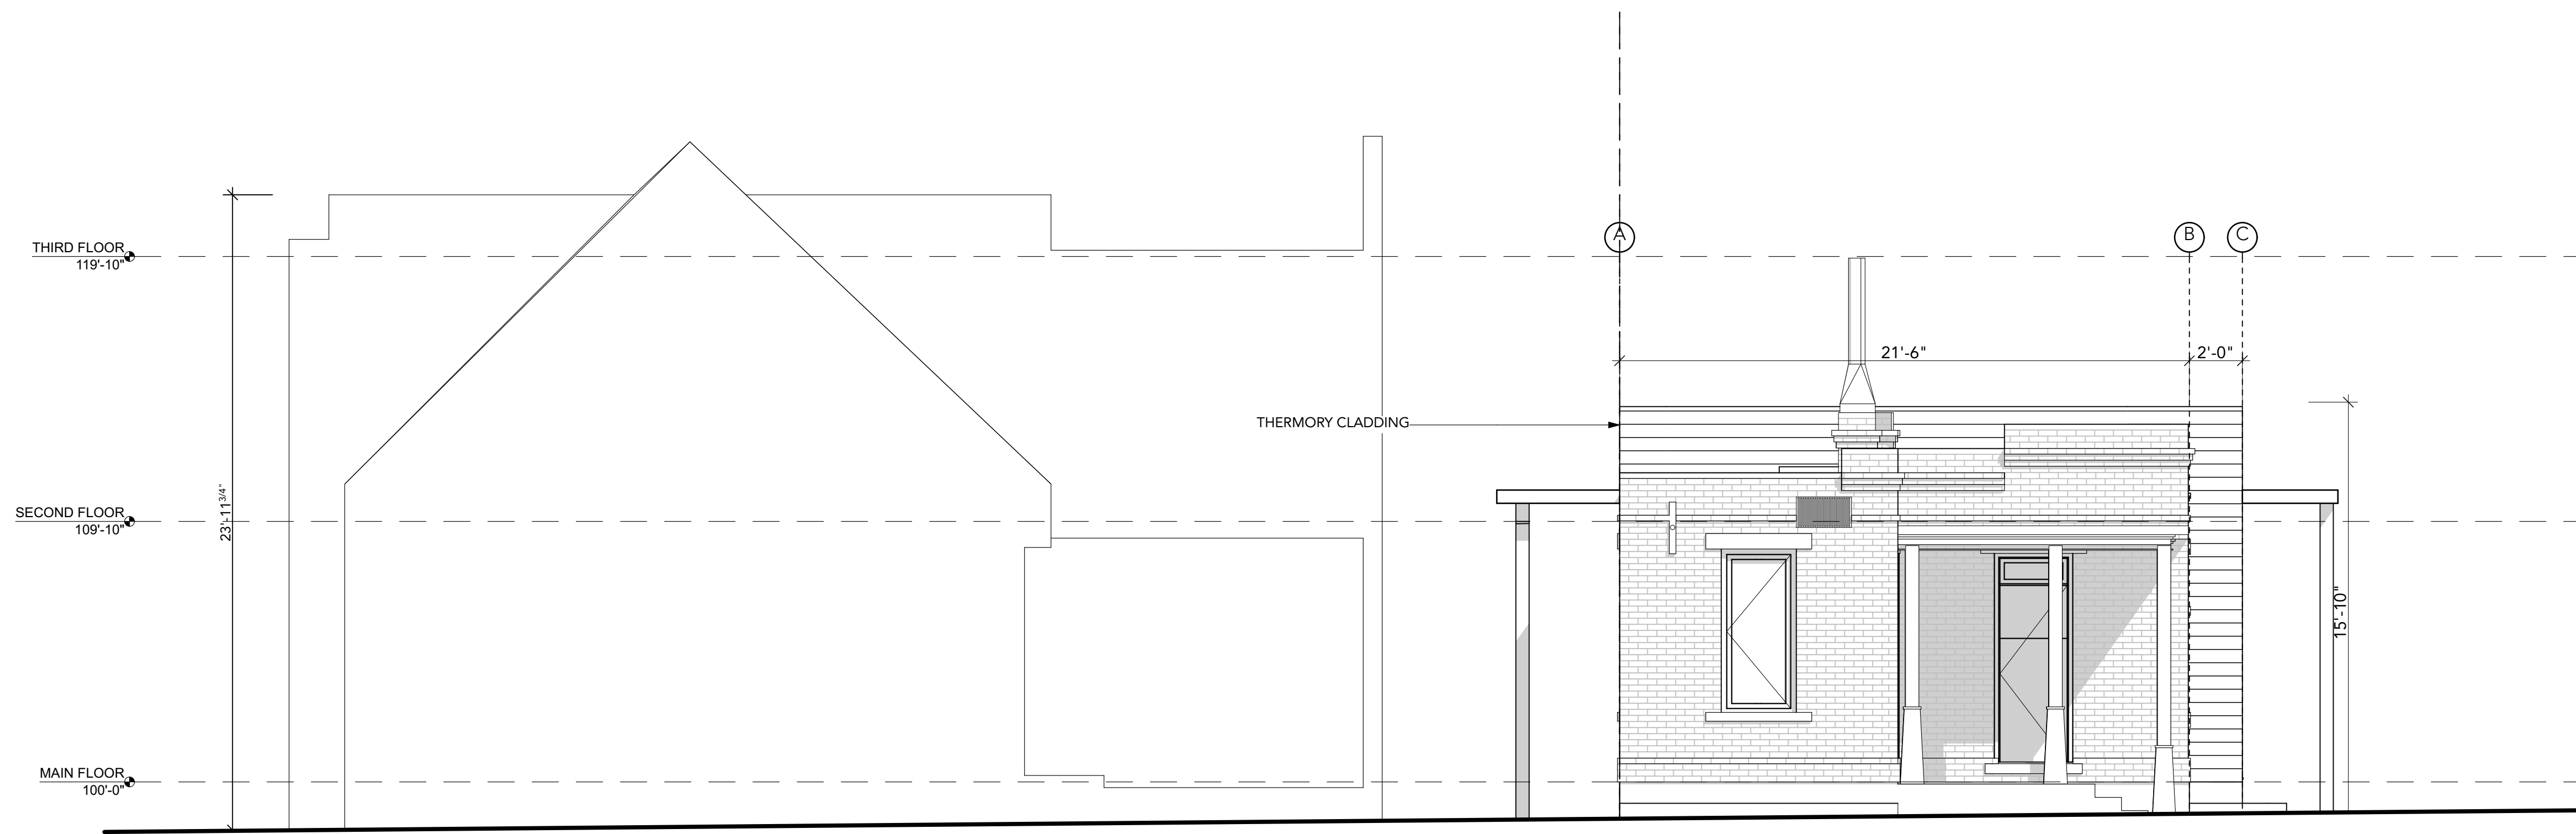 A
B
C
THIRD FLOOR
119'-10"
21'-6"
2'-0"
THERMORY CLADDING
SECOND FLOOR
109'-10"
23'-11 3/4"
15'-10"
MAIN FLOOR
100'-0"